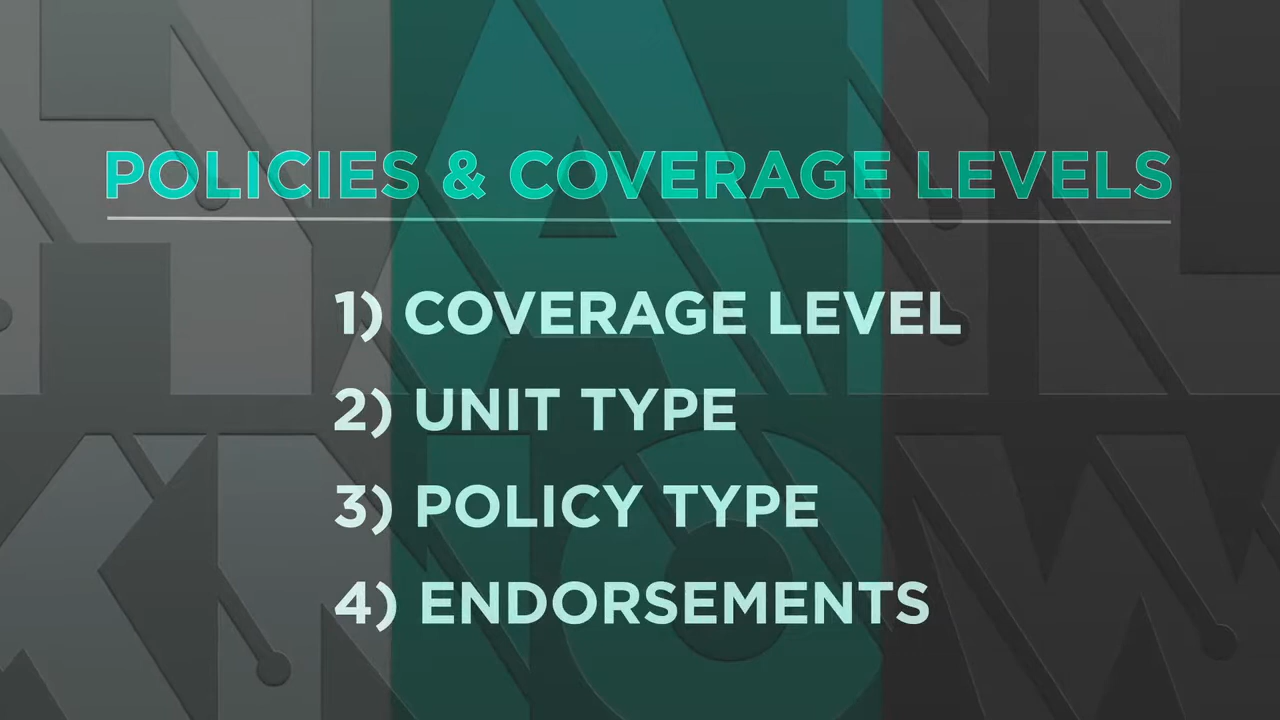 POLICIES & COVERAGE LEVELS
1) COVERAGE LEVEL
2) UNIT TYPE
3) POLICY TYPE
4) ENDORSEMENTS